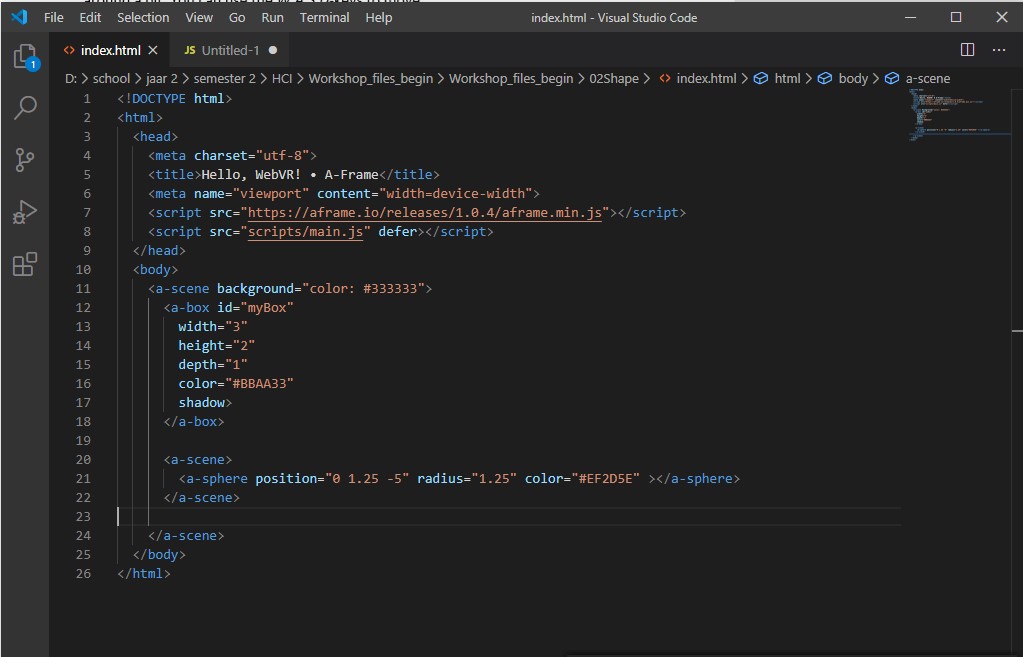 File Edit Selection View Go Run Terminal Help index.html - Visual Studio Code
index.html JS Untitled-1
1
D: > school > jaar 2 > semester 2 > HCI > Workshop_files_begin > Workshop_files_begin > 02Shape > <> index.html > html > body > a-scene
1 <!DOCTYPE html>
2 <html>
3 <head>
4 <meta charset="utf-8">
5 <title>Hello, WebVR! • A-Frame</title>
6 <meta name="viewport" content="width=device-width">
7 <script src="https://aframe.io/releases/1.0.4/aframe.min.js"></script>
8 <script src="scripts/main.js" defer></script>
9 </head>
10 <body>
11 <a-scene background="color: #333333">
12 <a-box id="myBox"
13 width="3"
14 height="2"
15 depth="1"
16 color="#BBAA33"
17 shadow>
18 </a-box>
19
20 <a-scene>
21 <a-sphere position="0 1.25 -5" radius="1.25" color="#EF2D5E" ></a-sphere>
22 </a-scene>
23
24 </a-scene>
25 </body>
26 </html>